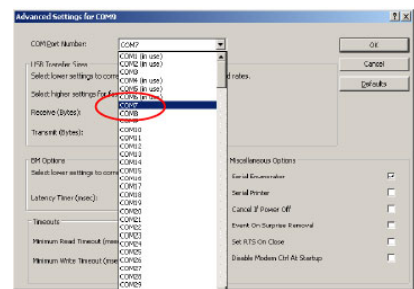 Advanced Settings for COM9
COM Port Number:
COM7
OK
Cancel
Defaults
COM1 (in use)
COM2 (in use)
COM3
COM4 (in use)
COM5 (in use)
COM6 (in use)
COM7
COM8
COM10
COM11
COM12
COM13
COM14
COM15
COM16
COM17
COM18
COM19
COM20
COM21
COM22
COM23
COM24
COM25
COM26
COM27
COM28
COM29
USB Transfer Sizes
Select lower settings to corre
d rates.
Select higher settings for fa
Receive (Bytes):
Transmit (Bytes):
BM Options
Select lower settings to corre
Latency Timer (msec):
Timeouts
Minimum Read Timeout (mse
Minimum Write Timeout (mse
Miscellaneous Options
Serial Enumerator
Serial Printer
Cancel If Power Off
Event On Surprise Removal
Set RTS On Close
Disable Modem Ctrl At Startup